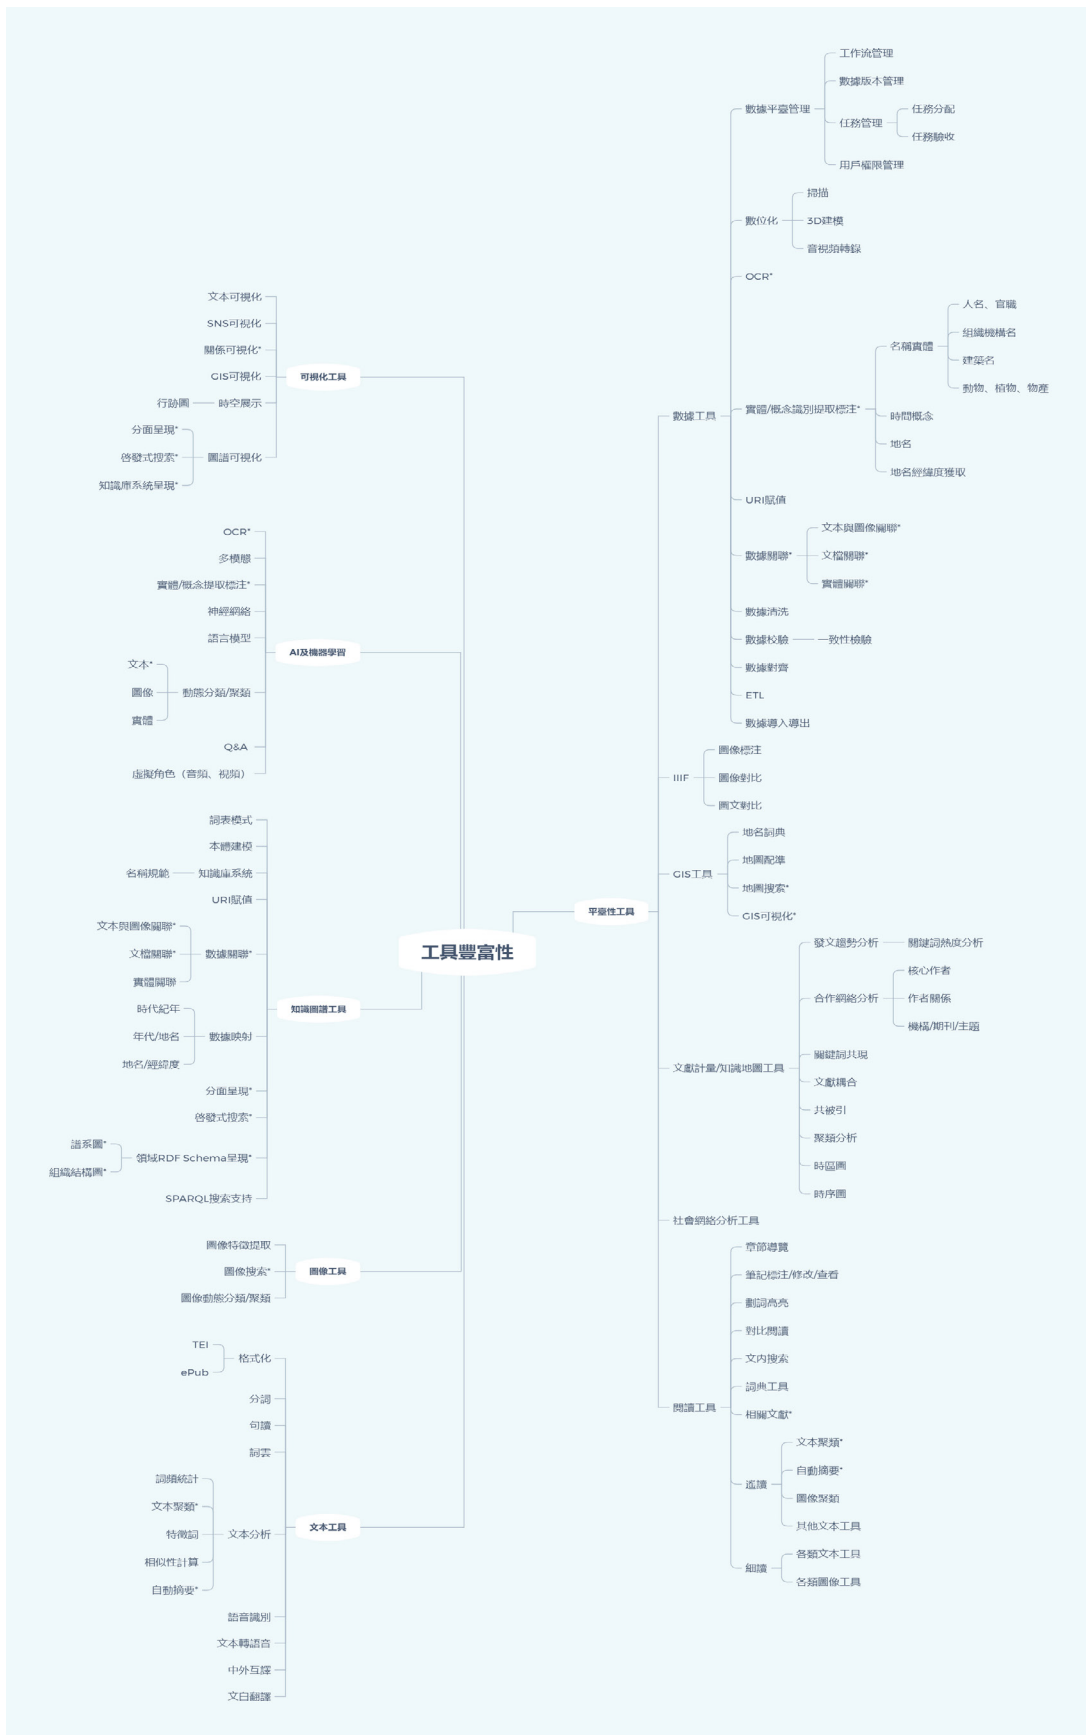 工具豐富性
可視化工具
文本可視化
SNS可視化
關係可視化*
GIS可視化
時空展示
行跡圖
圖譜可視化
分面呈現*
啓發式搜索*
知識庫系統呈現*
AI及機器學習
OCR*
多模態
實體/概念提取標注*
神經網絡
語言模型
動態分類/聚類
文本*
圖像
實體
Q&A
虛擬角色（音頻、視頻）
知識圖譜工具
詞表模式
本體建模
知識庫系統
名稱規範
URI賦值
數據關聯*
文本與圖像關聯*
文檔關聯*
實體關聯
數據映射
時代紀年
年代/地名
地名/經緯度
分面呈現*
啓發式搜索*
領域RDF Schema呈現*
譜系圖*
組織結構圖*
SPARQL搜索支持
圖像工具
圖像特徵提取
圖像搜索*
圖像動態分類/聚類
文本工具
格式化
TEI
ePub
分詞
句讀
詞雲
文本分析
詞頻統計
文本聚類*
特徵詞
相似性計算
自動摘要*
語音識別
文本轉語音
中外互譯
文白翻譯
平臺性工具
數據工具
數據平臺管理
工作流管理
數據版本管理
任務管理
任務分配
任務驗收
用戶權限管理
數位化
掃描
3D建模
音視頻轉錄
OCR*
實體/概念識別提取標注*
名稱實體
人名、官職
組織機構名
建築名
動物、植物、物產
時間概念
地名
地名經緯度獲取
URI賦值
數據關聯*
文本與圖像關聯*
文檔關聯*
實體關聯*
數據清洗
數據校驗
一致性檢驗
數據對齊
ETL
數據導入導出
IIIF
圖像標注
圖像對比
圖文對比
GIS工具
地名詞典
地圖配準
地圖搜索*
GIS可視化*
文獻計量/知識地圖工具
發文趨勢分析
關鍵詞熱度分析
合作網絡分析
核心作者
作者關係
機構/期刊/主題
關鍵詞共現
文獻耦合
共被引
聚類分析
時區圖
時序圖
社會網絡分析工具
閱讀工具
章節導覽
筆記標注/修改/查看
劃詞高亮
對比閱讀
文內搜索
詞典工具
相關文獻*
遙讀
文本聚類*
自動摘要*
圖像聚類
其他文本工具
細讀
各類文本工具
各類圖像工具